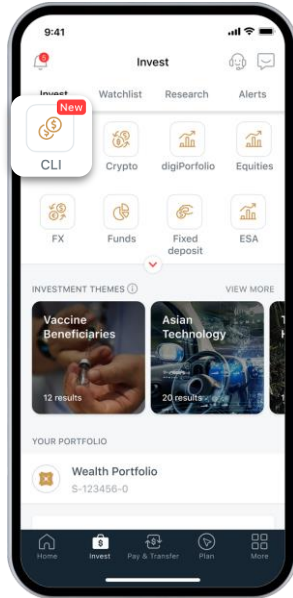 9:41
5
Invest
Invest Watchlist Research Alerts
New
CLI Crypto digiPorfolio Equities
FX Funds Fixed deposit ESA
INVESTMENT THEMES VIEW MORE
Vaccine
Beneficiaries
12 results
Asian
Technology
20 results
YOUR PORTFOLIO
Wealth Portfolio
S-123456-0
Home Invest Pay & Transfer Plan More